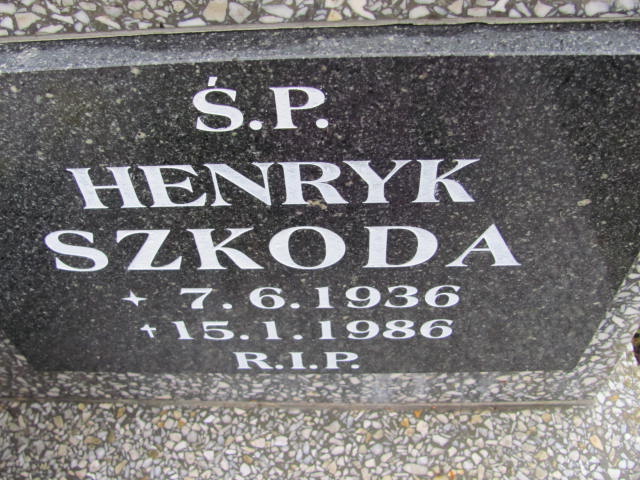 Ś.P.
HENRYK
SZKODA
✦ 7.6.1936
✝ 15.1.1986
R.I.P.